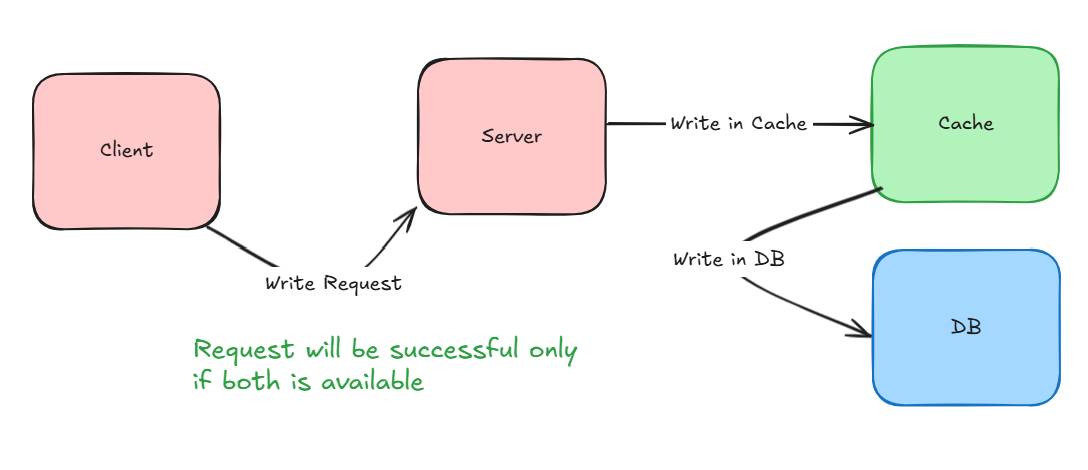 Client
Server
Write in Cache
Cache
Write Request
Write in DB
DB
Request will be successful only
if both is available